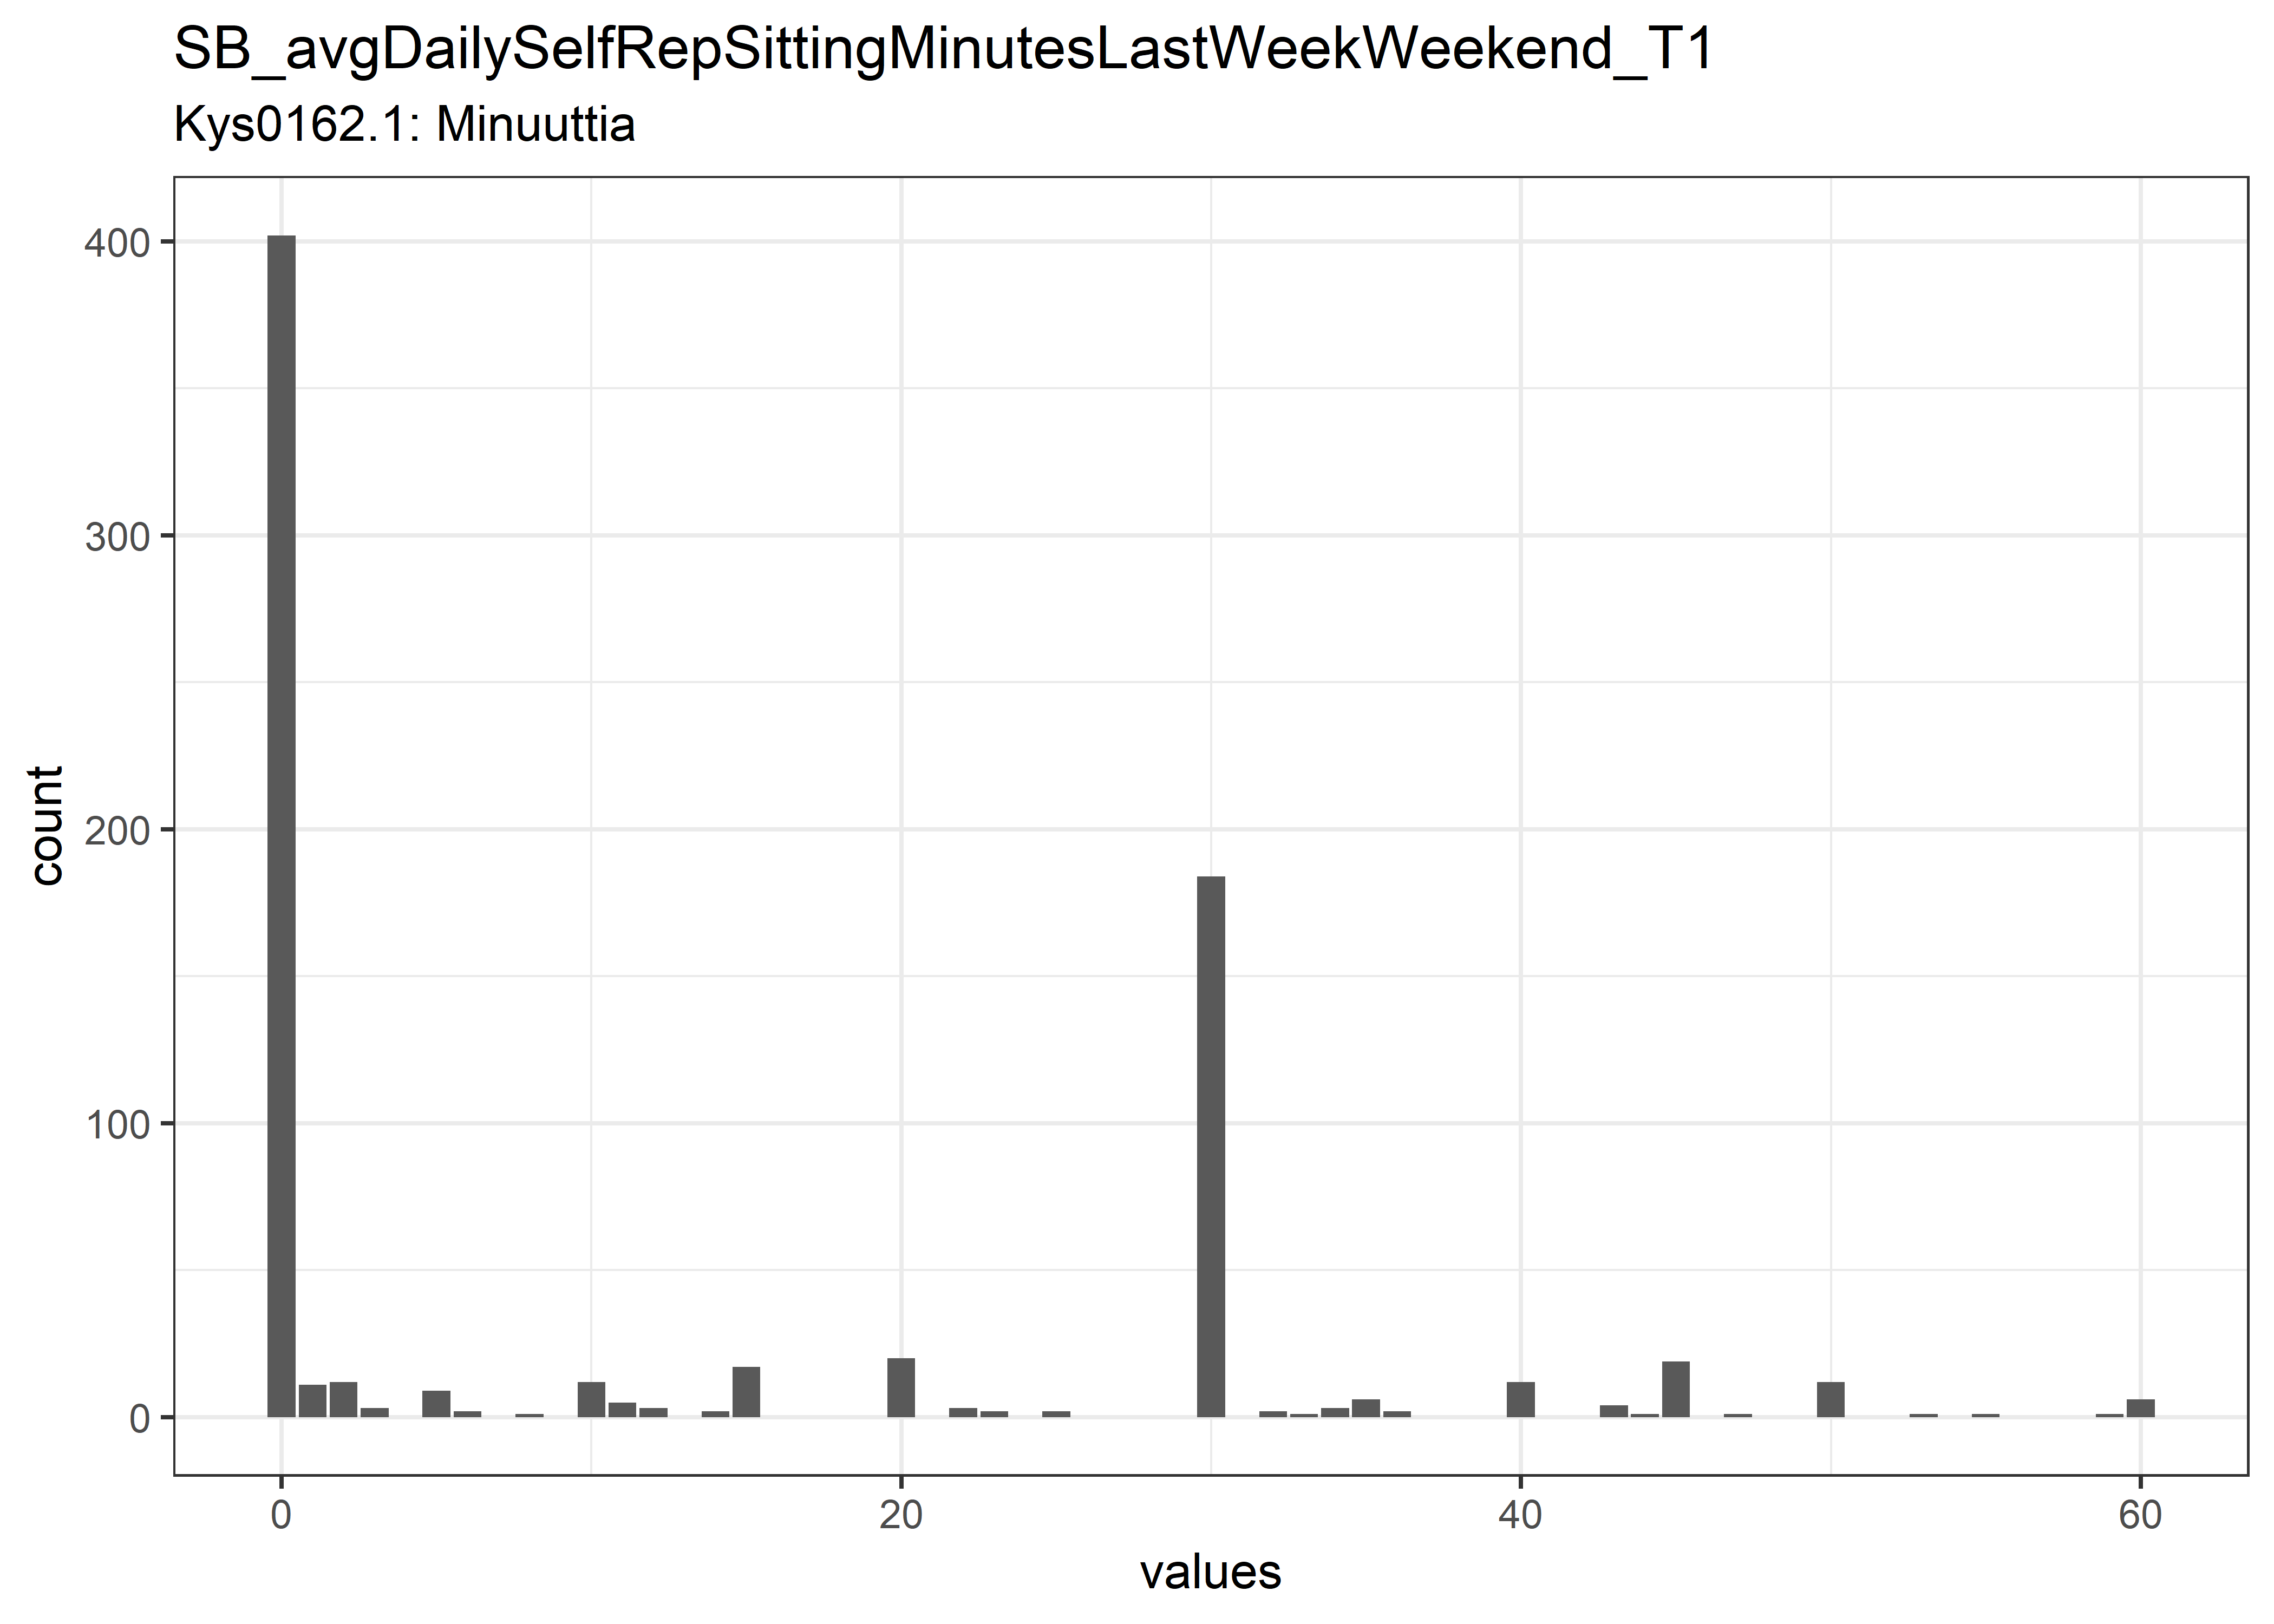 SB_avgDailySelfRepSittingMinutesLastWeekWeekend_T1
Kys0162.1: Minuuttia
400
300
200
100
0
count
0 20 40 60
values